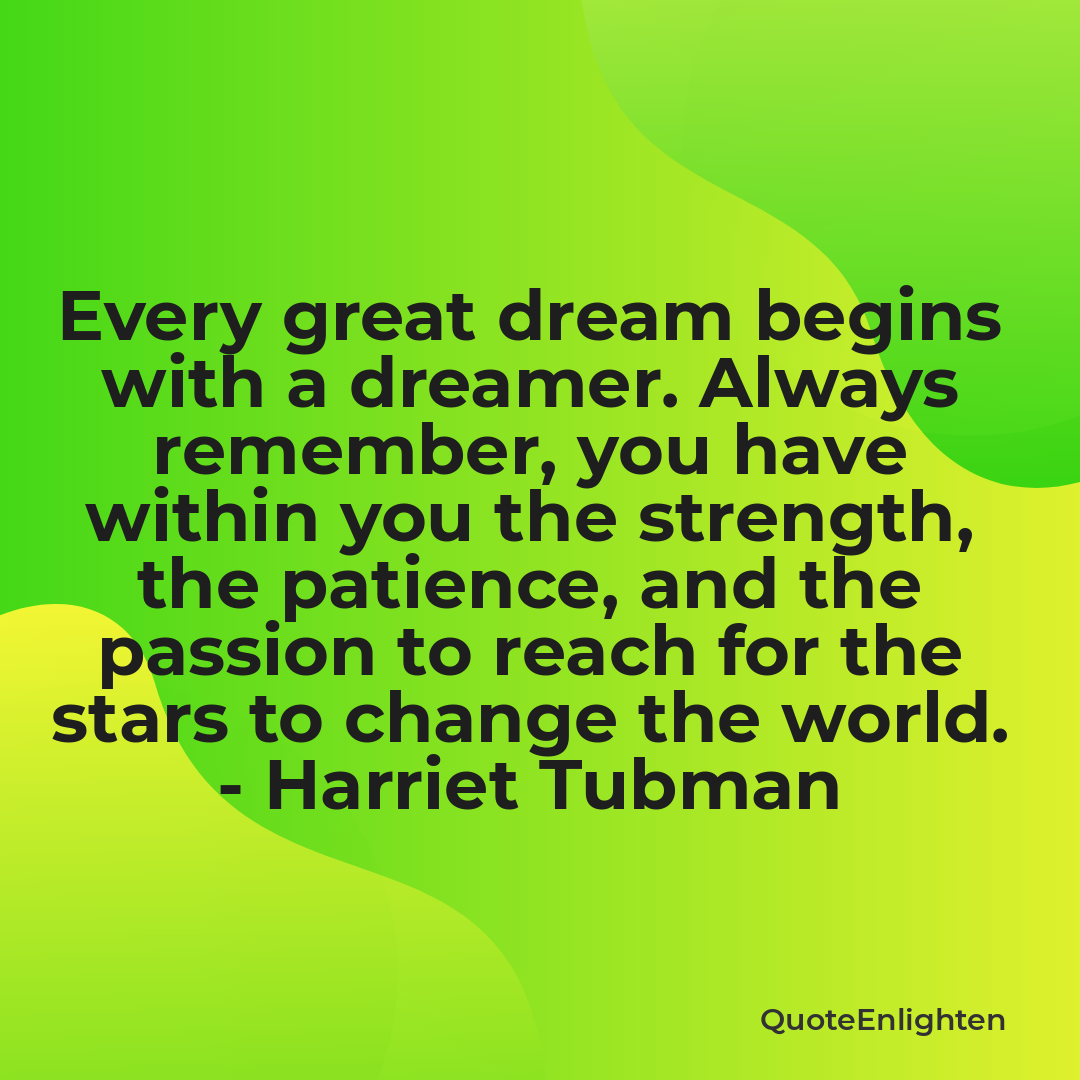 Every great dream begins
with a dreamer. Always
remember, you have
within you the strength,
the patience, and the
passion to reach for the
stars to change the world.
- Harriet Tubman
QuoteEnlighten